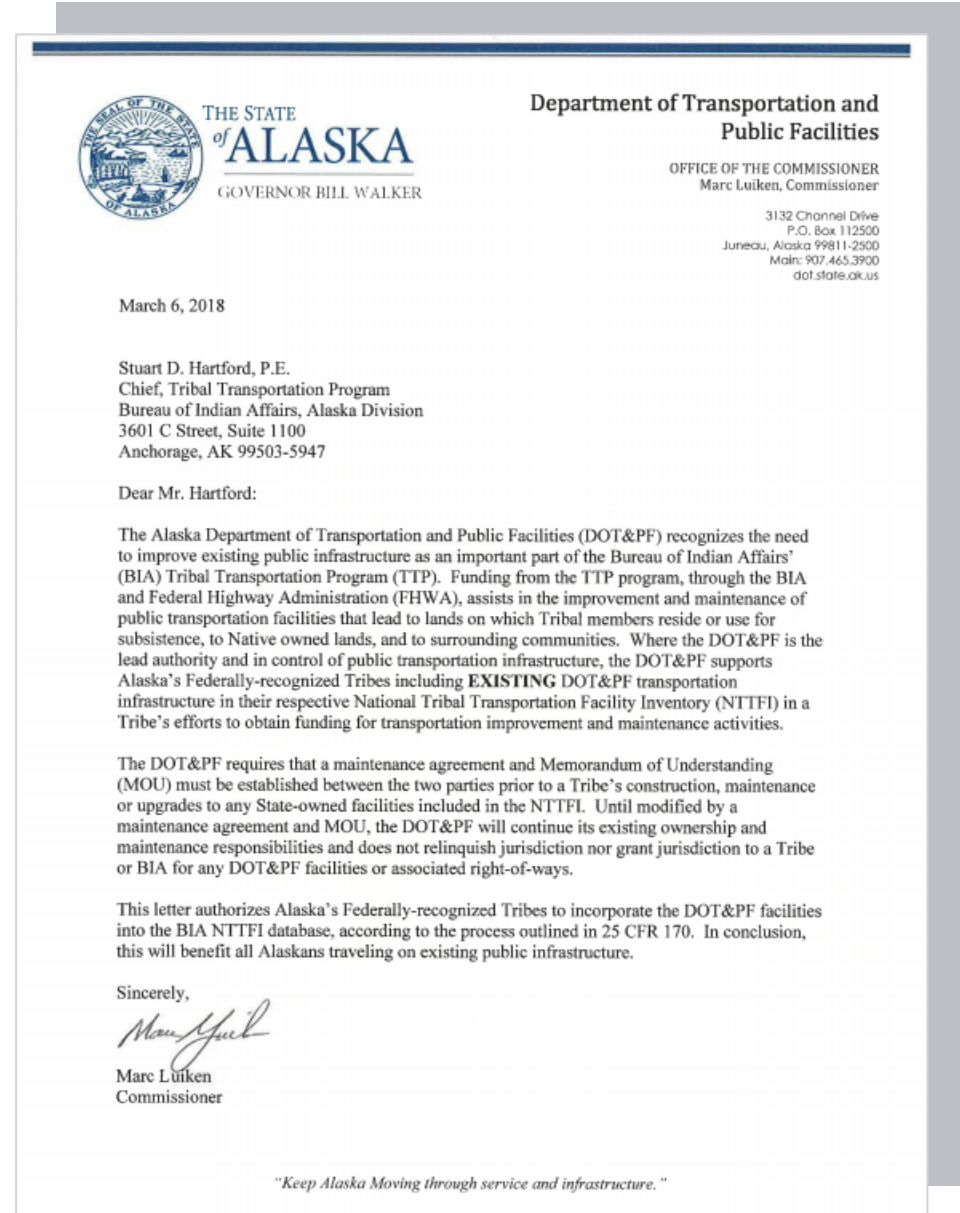 THE SEAL OF THE STATE
OF ALASKA
THE STATE
of ALASKA
GOVERNOR BILL WALKER
Department of Transportation and
Public Facilities
OFFICE OF THE COMMISSIONER
Marc Luiken, Commissioner
3132 Channel Drive
P.O. Box 112500
Juneau, Alaska 99811-2500
Main: 907.465.3900
dot.state.ak.us
March 6, 2018
Stuart D. Hartford, P.E.
Chief, Tribal Transportation Program
Bureau of Indian Affairs, Alaska Division
3601 C Street, Suite 1100
Anchorage, AK 99503-5947
Dear Mr. Hartford:
The Alaska Department of Transportation and Public Facilities (DOT&PF) recognizes the need
to improve existing public infrastructure as an important part of the Bureau of Indian Affairs'
(BIA) Tribal Transportation Program (TTP). Funding from the TTP program, through the BIA
and Federal Highway Administration (FHWA), assists in the improvement and maintenance of
public transportation facilities that lead to lands on which Tribal members reside or use for
subsistence, to Native owned lands, and to surrounding communities. Where the DOT&PF is the
lead authority and in control of public transportation infrastructure, the DOT&PF supports
Alaska's Federally-recognized Tribes including EXISTING DOT&PF transportation
infrastructure in their respective National Tribal Transportation Facility Inventory (NTTFI) in a
Tribe's efforts to obtain funding for transportation improvement and maintenance activities.
The DOT&PF requires that a maintenance agreement and Memorandum of Understanding
(MOU) must be established between the two parties prior to a Tribe's construction, maintenance
or upgrades to any State-owned facilities included in the NTTFI. Until modified by a
maintenance agreement and MOU, the DOT&PF will continue its existing ownership and
maintenance responsibilities and does not relinquish jurisdiction nor grant jurisdiction to a Tribe
or BIA for any DOT&PF facilities or associated right-of-ways.
This letter authorizes Alaska's Federally-recognized Tribes to incorporate the DOT&PF facilities
into the BIA NTTFI database, according to the process outlined in 25 CFR 170. In conclusion,
this will benefit all Alaskans traveling on existing public infrastructure.
Sincerely,
Marc Luiken
Commissioner
"Keep Alaska Moving through service and infrastructure."